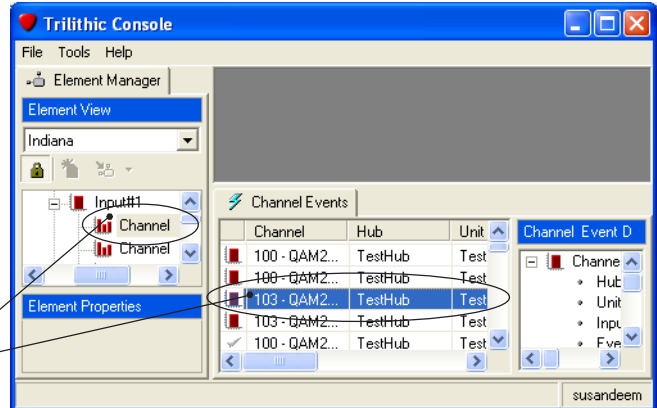 Trilithic Console
File Tools Help
Element Manager
Element View
Indiana
Input#1
Channel
Channel
Element Properties
Channel Events
Channel Hub Unit
100 - QAM2... TestHub Test
100 - QAM2... TestHub Test
103 - QAM2... TestHub Test
103 - QAM2... TestHub Test
100 - QAM2... TestHub Test
Channel Event D
Channe
Hub
Unit
Inpu
Eve
susandeem